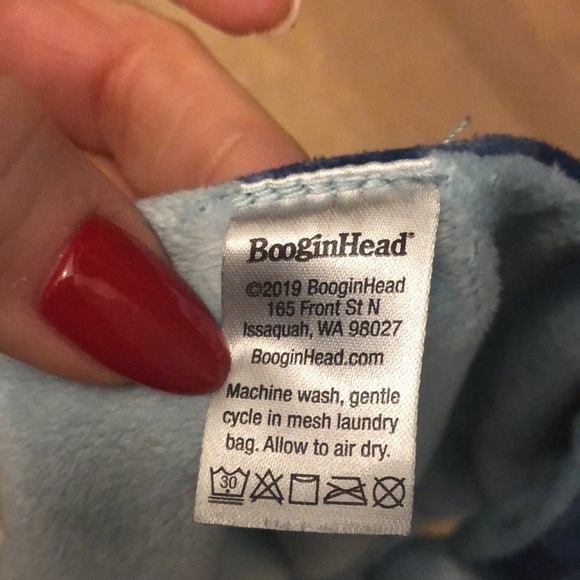 BooginHead®
©2019 BooginHead
165 Front St N
Issaquah, WA 98027
BooginHead.com
Machine wash, gentle
cycle in mesh laundry
bag. Allow to air dry.
30